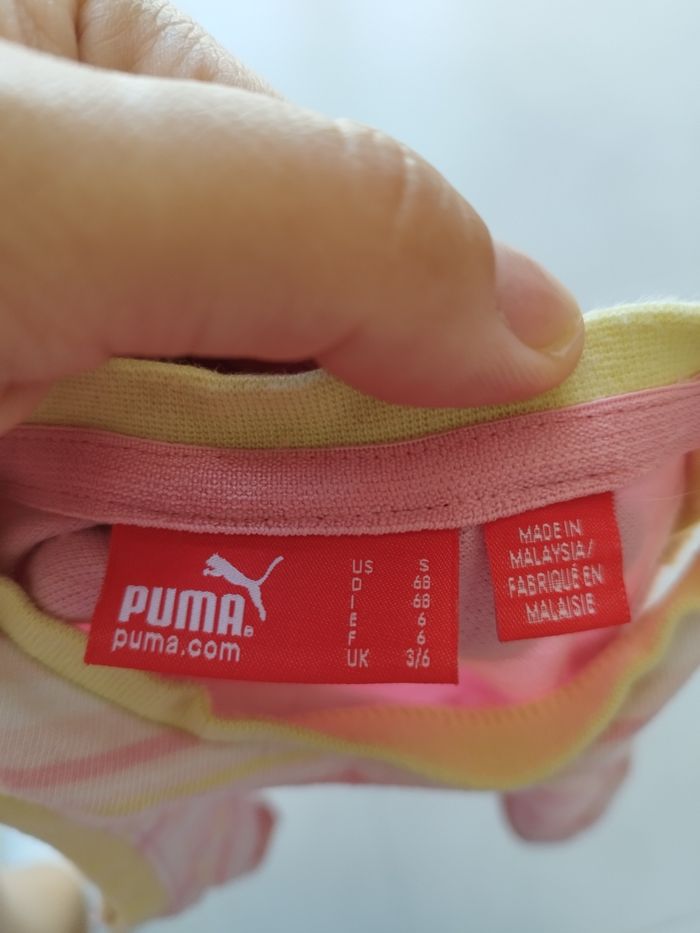 PUMA®
puma.com
US S
D 68
I 68
E 6
F 6
UK 3/6
MADE IN
MALAYSIA/
FABRIQUÉ EN
MALAISIE